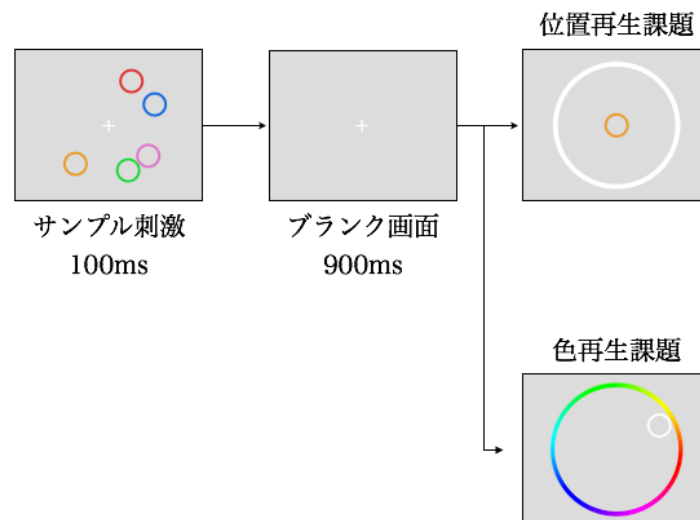 位置再生課題
サンプル刺激
100ms
ブランク画面
900ms
色再生課題